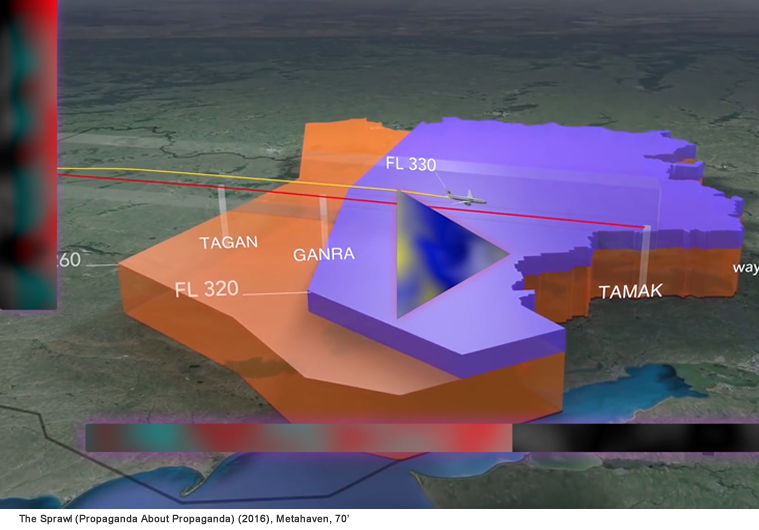 FL 330
TAGAN
GANRA
60
way
FL 320
TAMAK
The Sprawl (Propaganda About Propaganda) (2016), Metahaven, 70'